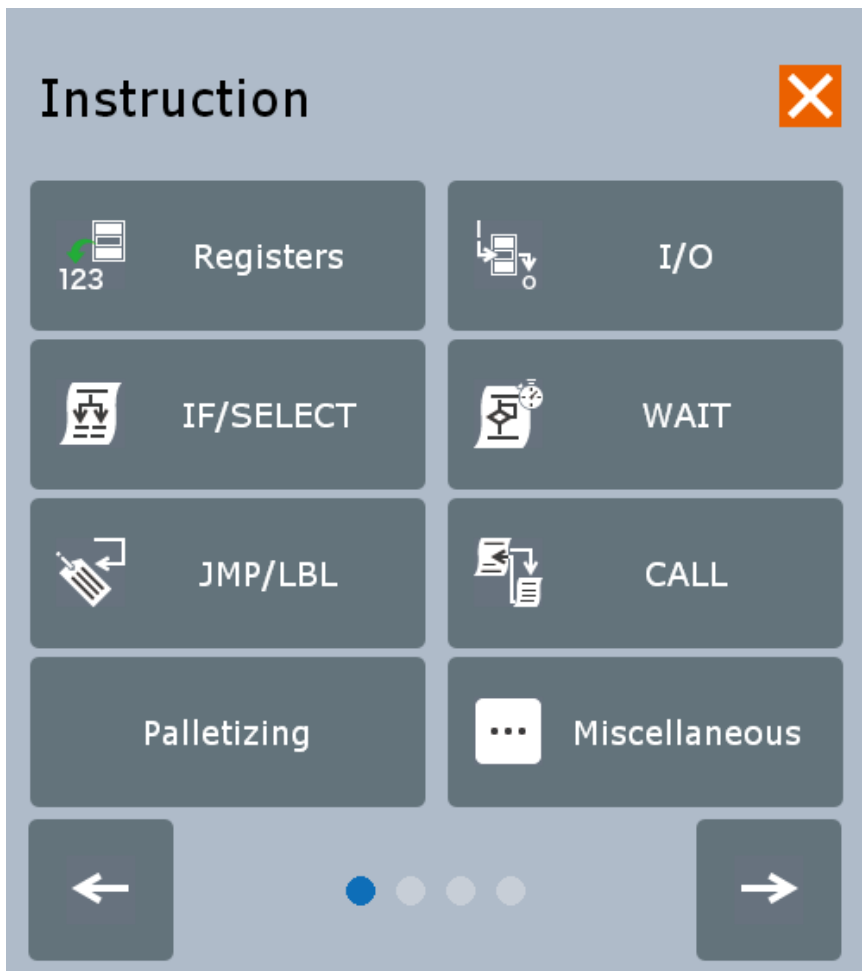 Instruction
123
Registers
I
O
I/O
IF/SELECT
WAIT
JMP/LBL
CALL
Palletizing
Miscellaneous